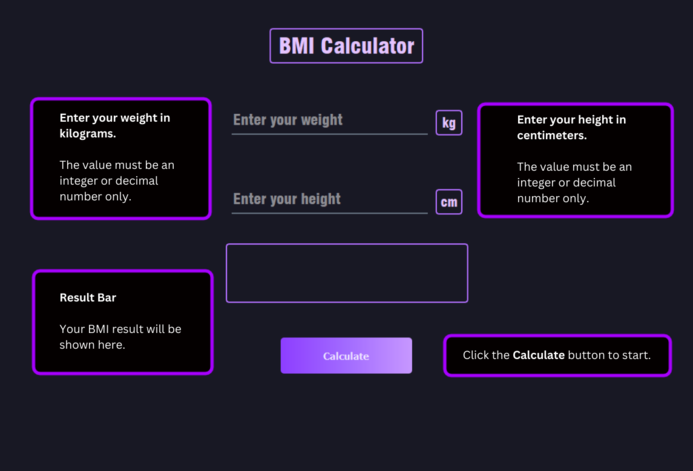 BMI Calculator
Enter your weight in
kilograms.
The value must be an
integer or decimal
number only.
Enter your weight
kg
Enter your height in
centimeters.
The value must be an
integer or decimal
number only.
Enter your height
cm
Result Bar
Your BMI result will be
shown here.
Calculate
Click the Calculate button to start.